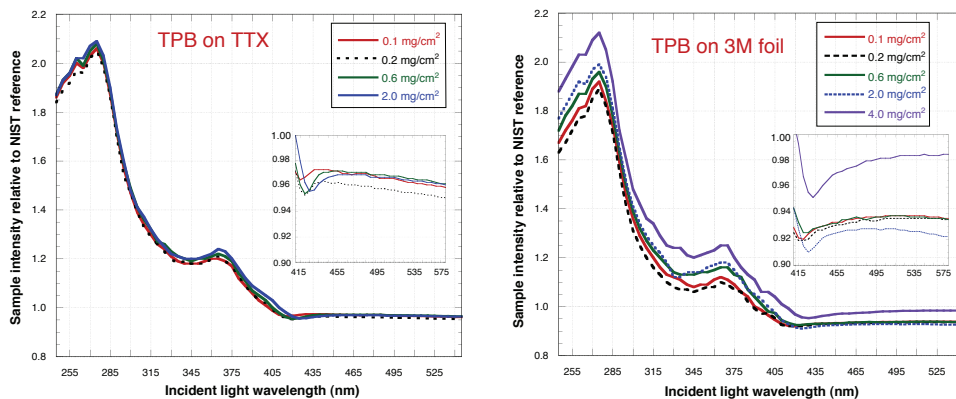 TPB on TTX
0.1 mg/cm²
0.2 mg/cm²
0.6 mg/cm²
2.0 mg/cm²
Sample intensity relative to NIST reference
2.2
2.0
1.8
1.6
1.4
1.2
1.0
0.8
255 285 315 345 375 405 435 465 495 525
Incident light wavelength (nm)
1.00
0.98
0.96
0.94
0.92
0.90
415 455 495 535 575
TPB on 3M foil
0.1 mg/cm²
0.2 mg/cm²
0.6 mg/cm²
2.0 mg/cm²
4.0 mg/cm²
Sample intensity relative to NIST reference
2.2
2.0
1.8
1.6
1.4
1.2
1.0
0.8
255 285 315 345 375 405 435 465 495 525
Incident light wavelength (nm)
1.00
0.98
0.96
0.94
0.92
0.90
415 455 495 535 575